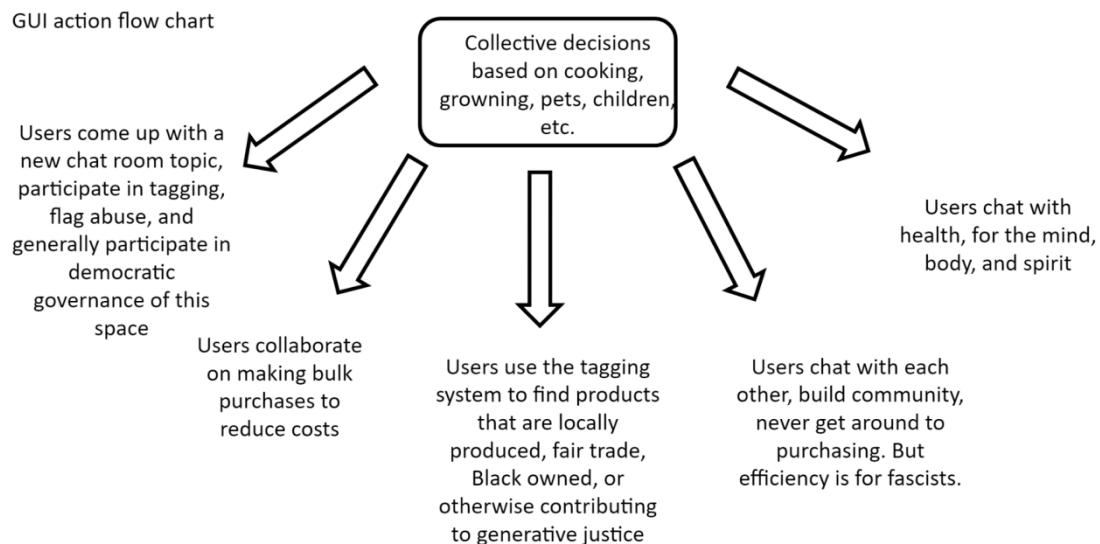 GUI action flow chart
Collective decisions
based on cooking,
growning, pets, children,
etc.
Users come up with a
new chat room topic,
participate in tagging,
flag abuse, and
generally participate in
democratic
governance of this
space
Users collaborate
on making bulk
purchases to
reduce costs
Users use the tagging
system to find products
that are locally
produced, fair trade,
Black owned, or
otherwise contributing
to generative justice
Users chat with each
other, build community,
never get around to
purchasing. But
efficiency is for fascists.
Users chat with
health, for the mind,
body, and spirit